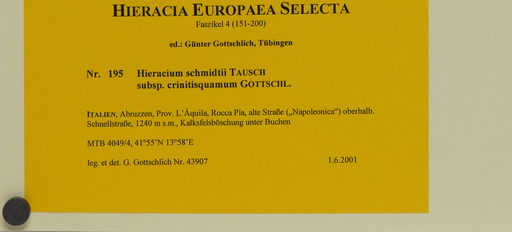 HIERACIA EUROPAEA SELECTA
Faszikel 4 (151-200)
ed.: Günter Gottschlich, Tübingen
Nr. 195 Hieracium schmidtii TAUSCH
subsp. crinitisquamum GOTTSCHL.
ITALIEN, Abruzzen, Prov. L'Áquila, Rocca Pia, alte Straße („Napoleonica“) oberhalb.
Schnellstraße, 1240 m s.m., Kalksfelsböschung unter Buchen
MTB 4049/4, 41°55'N 13°58'E
leg. et det. G. Gottschlich Nr. 43907 1.6.2001